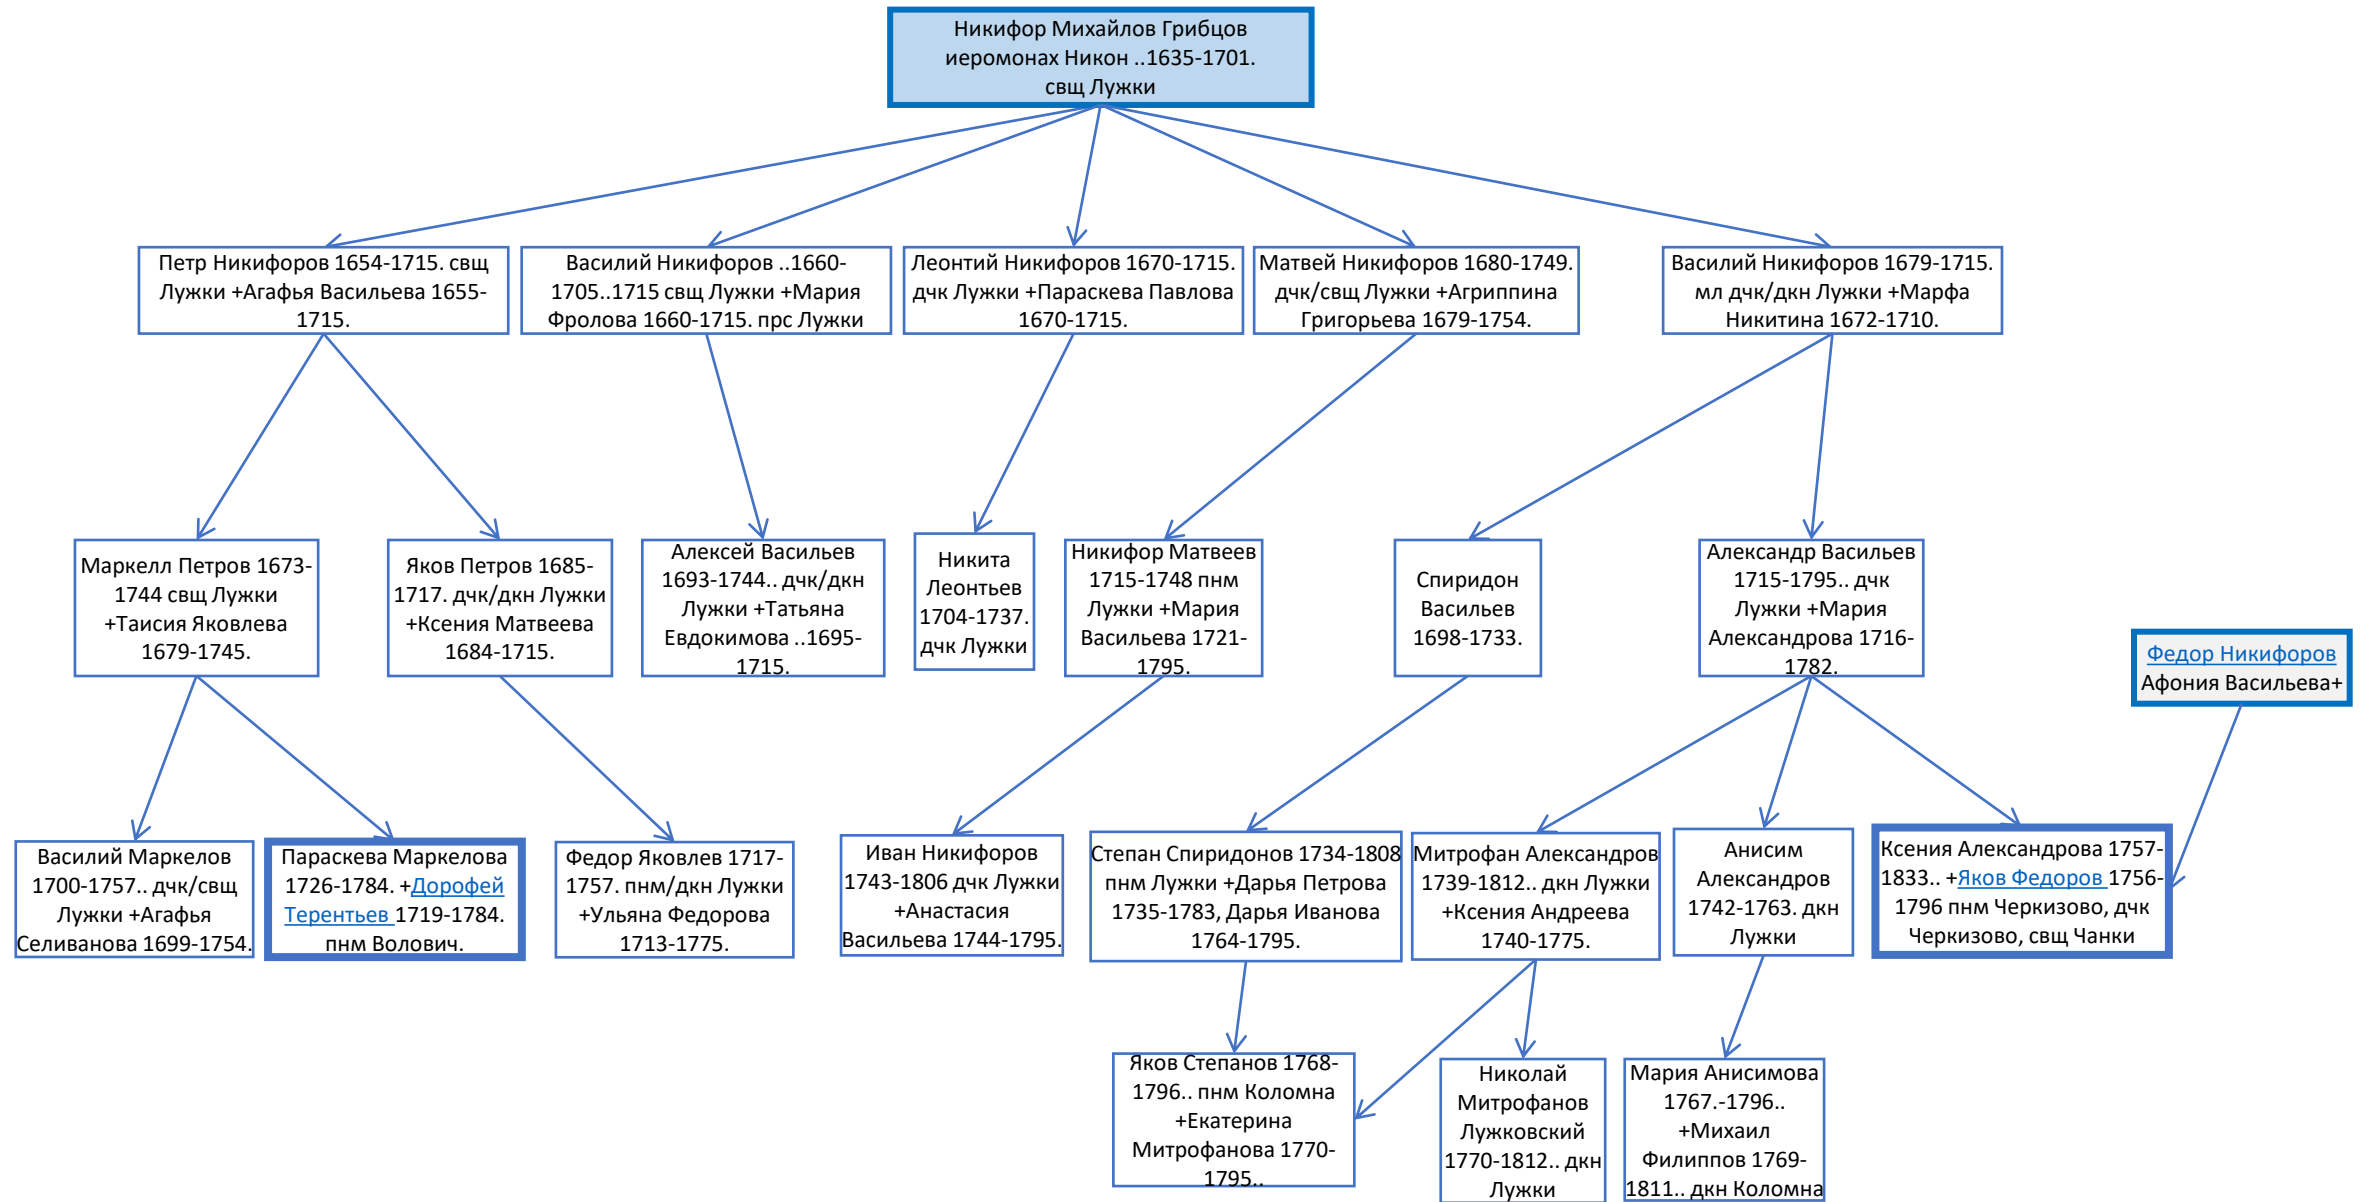 Никифор Михайлов Грибцов
иеромонах Никон ..1635-1701.
свщ Лужки
Петр Никифоров 1654-1715. свщ
Лужки +Агафья Васильева 1655-
1715.
Василий Никифоров ..1660-
1705..1715 свщ Лужки +Мария
Фролова 1660-1715. прс Лужки
Леонтий Никифоров 1670-1715.
дчк Лужки +Параскева Павлова
1670-1715.
Матвей Никифоров 1680-1749.
дчк/свщ Лужки +Агриппина
Григорьева 1679-1754.
Василий Никифоров 1679-1715.
мл дчк/дкн Лужки +Марфа
Никитина 1672-1710.
Маркелл Петров 1673-
1744 свщ Лужки
+Таисия Яковлева
1679-1745.
Яков Петров 1685-
1717. дчк/дкн Лужки
+Ксения Матвеева
1684-1715.
Алексей Васильев
1693-1744.. дчк/дкн
Лужки +Татьяна
Евдокимова ..1695-
1715.
Никита
Леонтьев
1704-1737.
дчк Лужки
Никифор Матвеев
1715-1748 пнм
Лужки +Мария
Васильева 1721-
1795.
Спиридон
Васильев
1698-1733.
Александр Васильев
1715-1795.. дчк
Лужки +Мария
Александрова 1716-
1782.
Федор Никифоров
Афония Васильева+
Василий Маркелов
1700-1757.. дчк/свщ
Лужки +Агафья
Селиванова 1699-1754.
Параскева Маркелова
1726-1784. +Дорофей
Терентьев 1719-1784.
пнм Волович.
Федор Яковлев 1717-
1757. пнм/дкн Лужки
+Ульяна Федорова
1713-1775.
Иван Никифоров
1743-1806 дчк Лужки
+Анастасия
Васильева 1744-1795.
Степан Спиридонов 1734-1808
пнм Лужки +Дарья Петрова
1735-1783, Дарья Иванова
1764-1795.
Митрофан Александров
1739-1812.. дкн Лужки
+Ксения Андреева
1740-1775.
Анисим
Александров
1742-1763. дкн
Лужки
Ксения Александрова 1757-
1833.. +Яков Федоров 1756-
1796 пнм Черкизово, дчк
Черкизово, свщ Чанки
Яков Степанов 1768-
1796.. пнм Коломна
+Екатерина
Митрофанова 1770-
1795..
Николай
Митрофанов
Лужковский
1770-1812.. дкн
Лужки
Мария Анисимова
1767.-1796..
+Михаил
Филиппов 1769-
1811.. дкн Коломна